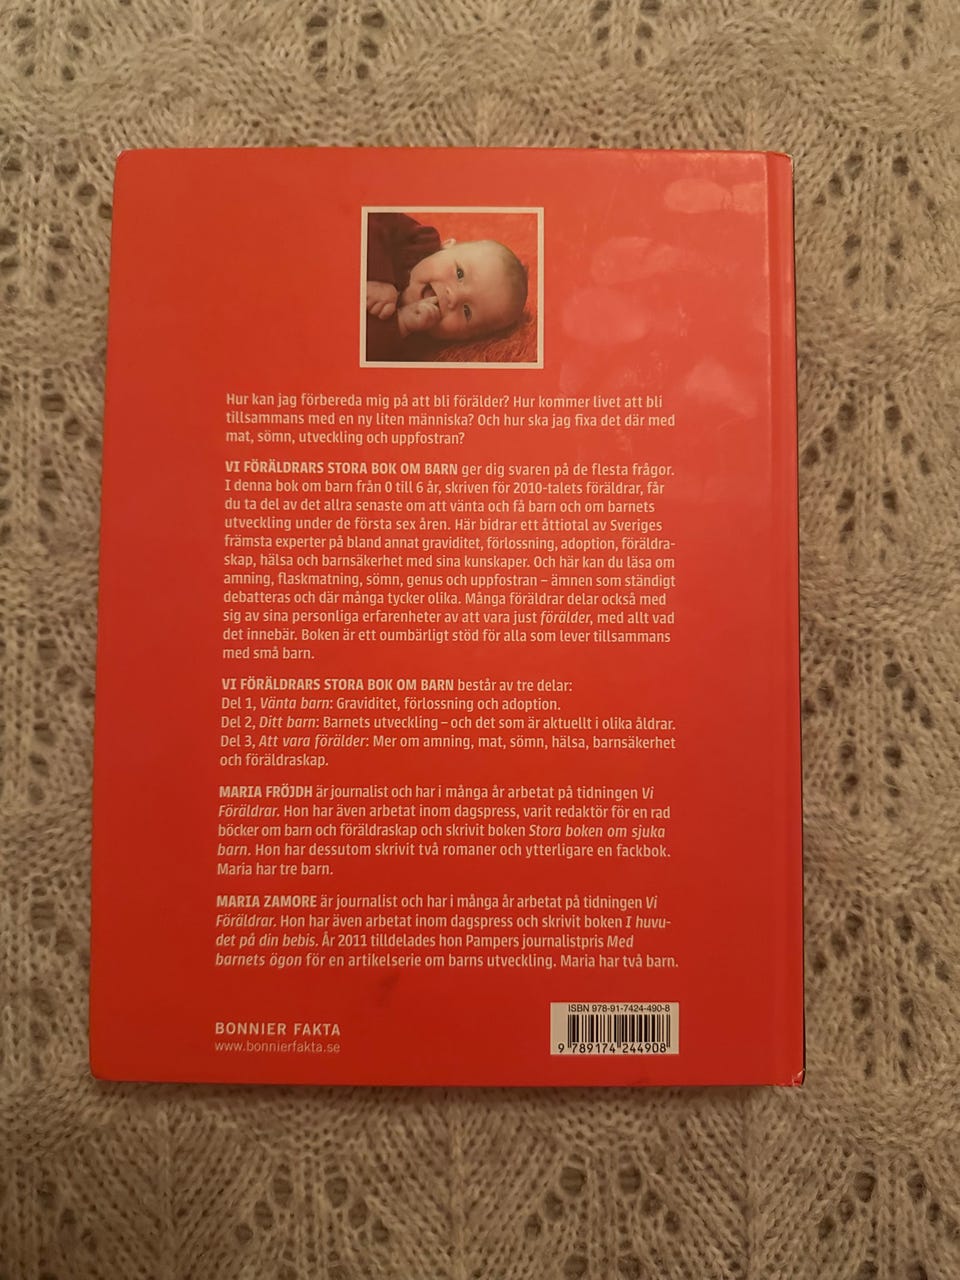 Hur kan jag förbereda mig på att bli förälder? Hur kommer livet att bli
tillsammans med en ny liten människa? Och hur ska jag fixa det där med
mat, sömn, utveckling och uppfostran?
VI FÖRÄLDRARS STORA BOK OM BARN ger dig svaren på de flesta frågor.
I denna bok om barn från 0 till 6 år, skriven för 2010-talets föräldrar, får
du ta del av det allra senaste om att vänta och få barn och om barnets
utveckling under de första sex åren. Här bidrar ett åttiotal av Sveriges
främsta experter på bland annat graviditet, förlossning, adoption, föräldra-
skap, hälsa och barnsäkerhet med sina kunskaper. Och här kan du läsa om
amning, flaskmatning, sömn, genus och uppfostran – ämnen som ständigt
debatteras och där många tycker olika. Många föräldrar delar också med
sig av sina personliga erfarenheter av att vara just förälder, med allt vad
det innebär. Boken är ett oumbärligt stöd för alla som lever tillsammans
med små barn.
VI FÖRÄLDRARS STORA BOK OM BARN består av tre delar:
Del 1, Vänta barn: Graviditet, förlossning och adoption.
Del 2, Ditt barn: Barnets utveckling – och det som är aktuellt i olika åldrar.
Del 3, Att vara förälder: Mer om amning, mat, sömn, hälsa, barnsäkerhet
och föräldraskap.
MARIA FRÖJDH är journalist och har i många år arbetat på tidningen Vi
Föräldrar. Hon har även arbetat inom dagspress, varit redaktör för en rad
böcker om barn och föräldraskap och skrivit boken Stora boken om sjuka
barn. Hon har dessutom skrivit två romaner och ytterligare en fackbok.
Maria har tre barn.
MARIA ZAMORE är journalist och har i många år arbetat på tidningen Vi
Föräldrar. Hon har även arbetat inom dagspress och skrivit boken I huvu-
det på din bebis. År 2011 tilldelades hon Pampers journalistpris Med
barnets ögon för en artikelserie om barns utveckling. Maria har två barn.
BONNIER FAKTA
www.bonnierfakta.se
ISBN 978-91-7424-490-8
9 789174 244908